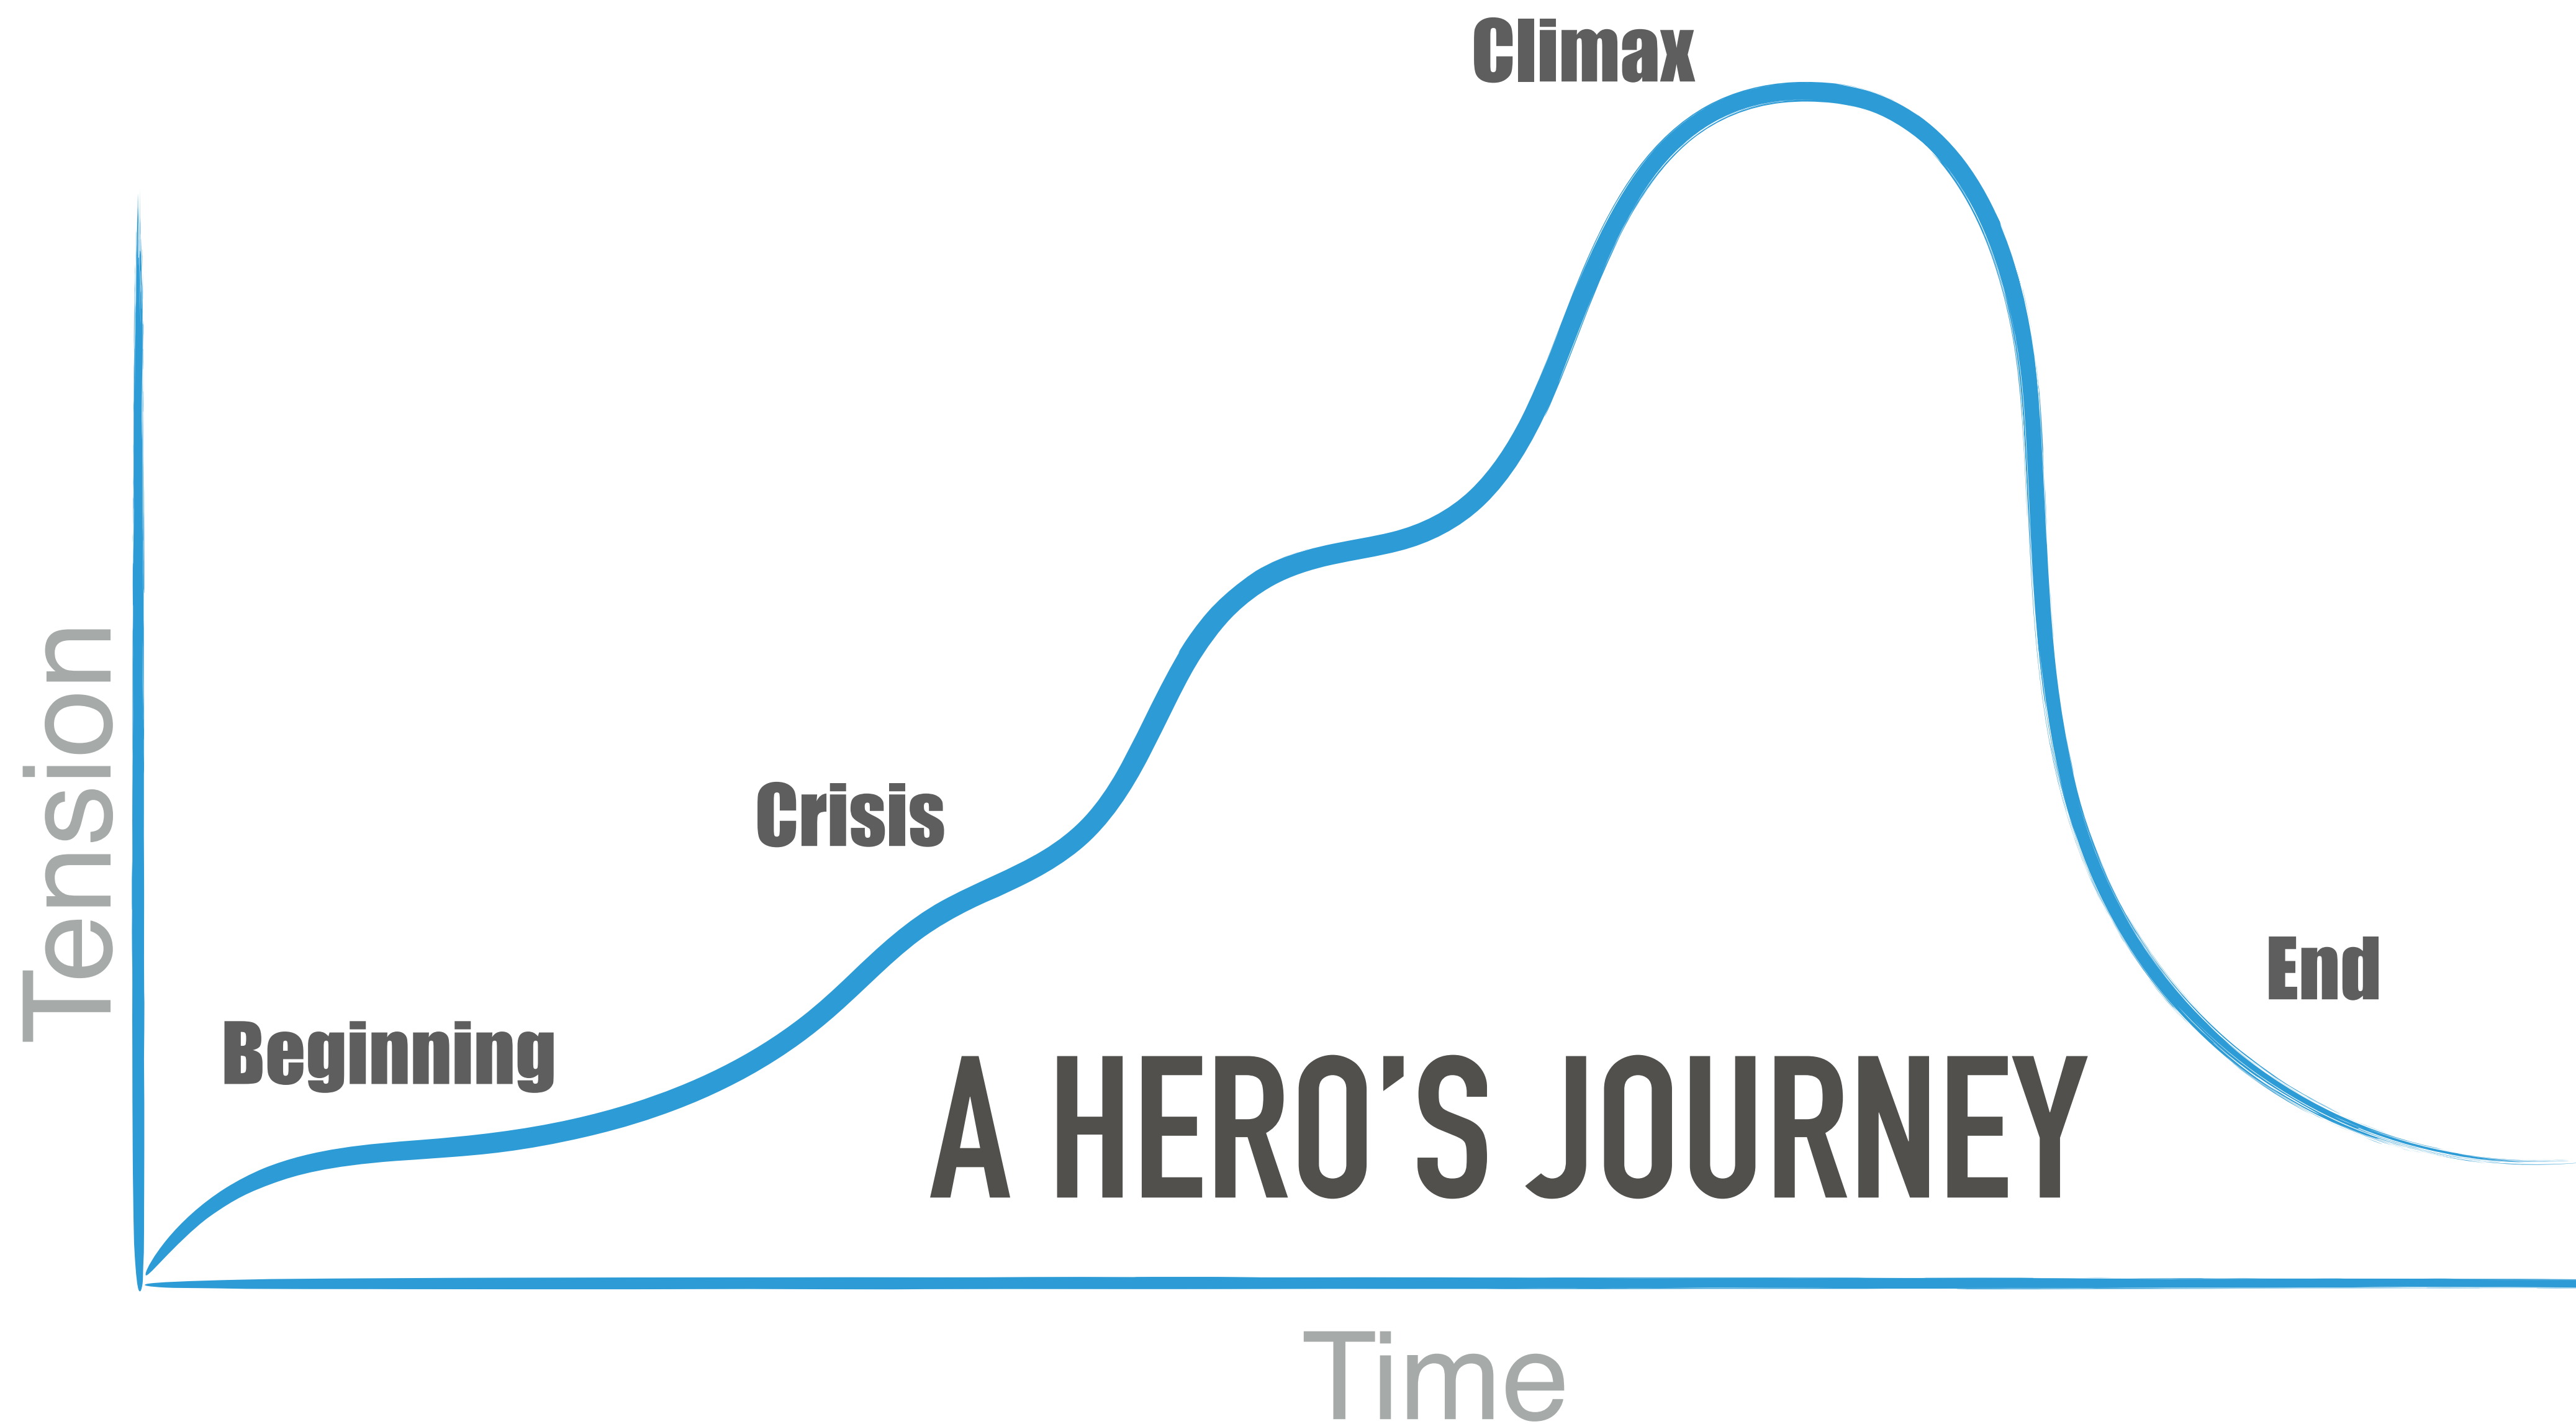 Climax
Tension
Crisis
Beginning
End
A HERO’S JOURNEY
Time